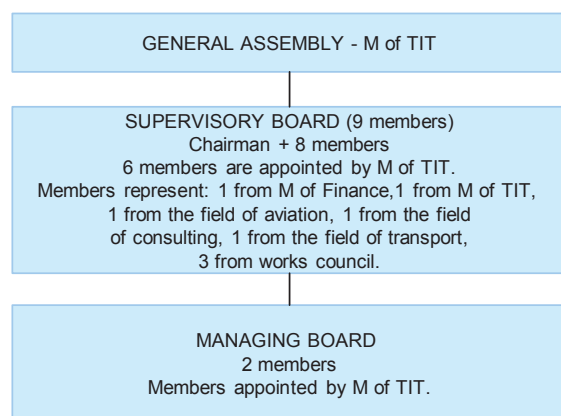 GENERAL ASSEMBLY - M of TIT
SUPERVISORY BOARD (9 members)
Chairman + 8 members
6 members are appointed by M of TIT.
Members represent: 1 from M of Finance,1 from M of TIT,
1 from the field of aviation, 1 from the field
of consulting, 1 from the field of transport,
3 from works council.
MANAGING BOARD
2 members
Members appointed by M of TIT.